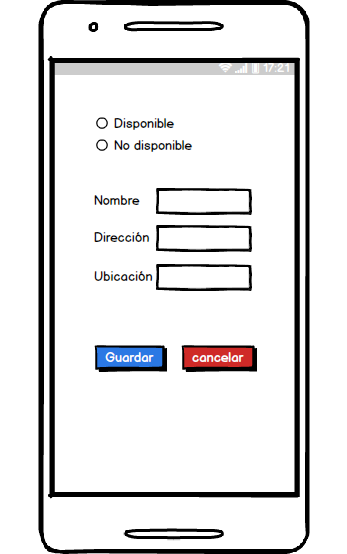 17:21
Disponible
No disponible
Nombre
Dirección
Ubicación
Guardar cancelar